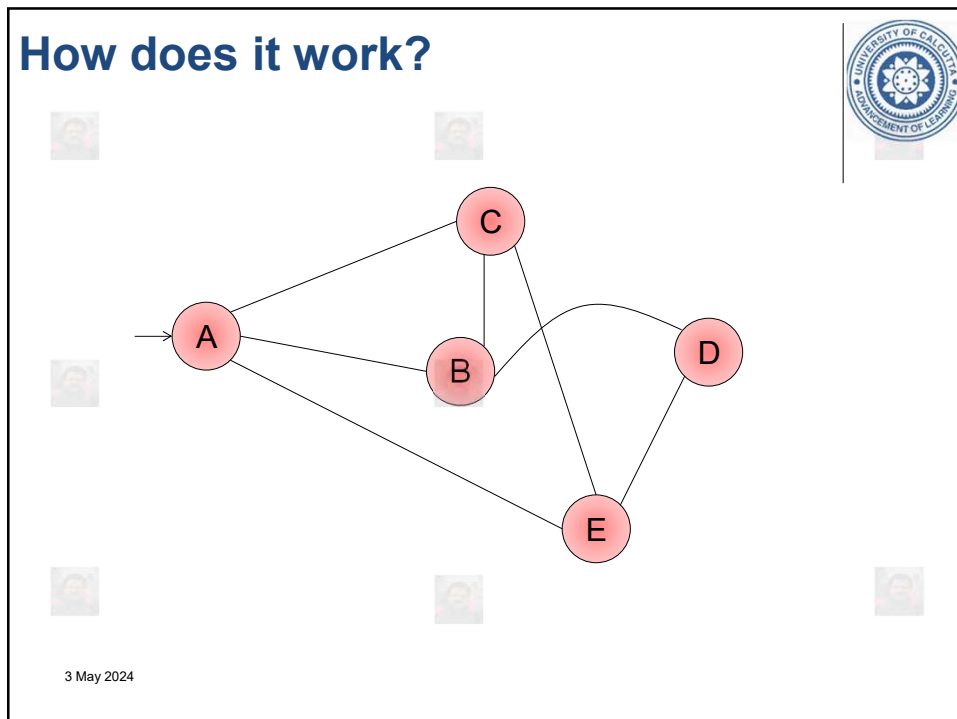 How does it work?
UNIVERSITY OF CALCUTTA
ADVANCEMENT OF LEARNING
C
A
B
D
E
3 May 2024